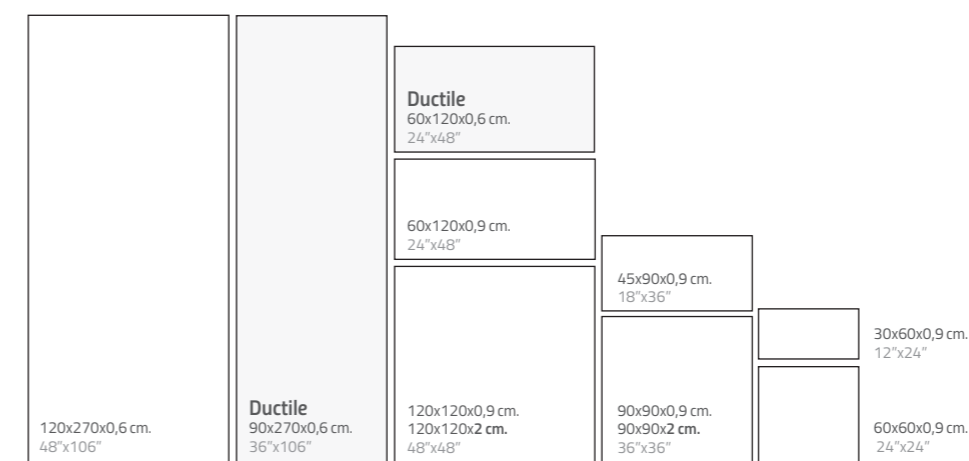 120x270x0,6 cm.
48”x106”
Ductile
90x270x0,6 cm.
36”x106”
Ductile
60x120x0,6 cm.
24”x48”
60x120x0,9 cm.
24”x48”
120x120x0,9 cm.
120x120x2 cm.
48”x48”
45x90x0,9 cm.
18”x36”
90x90x0,9 cm.
90x90x2 cm.
36”x36”
30x60x0,9 cm.
12”x24”
60x60x0,9 cm.
24”x24”